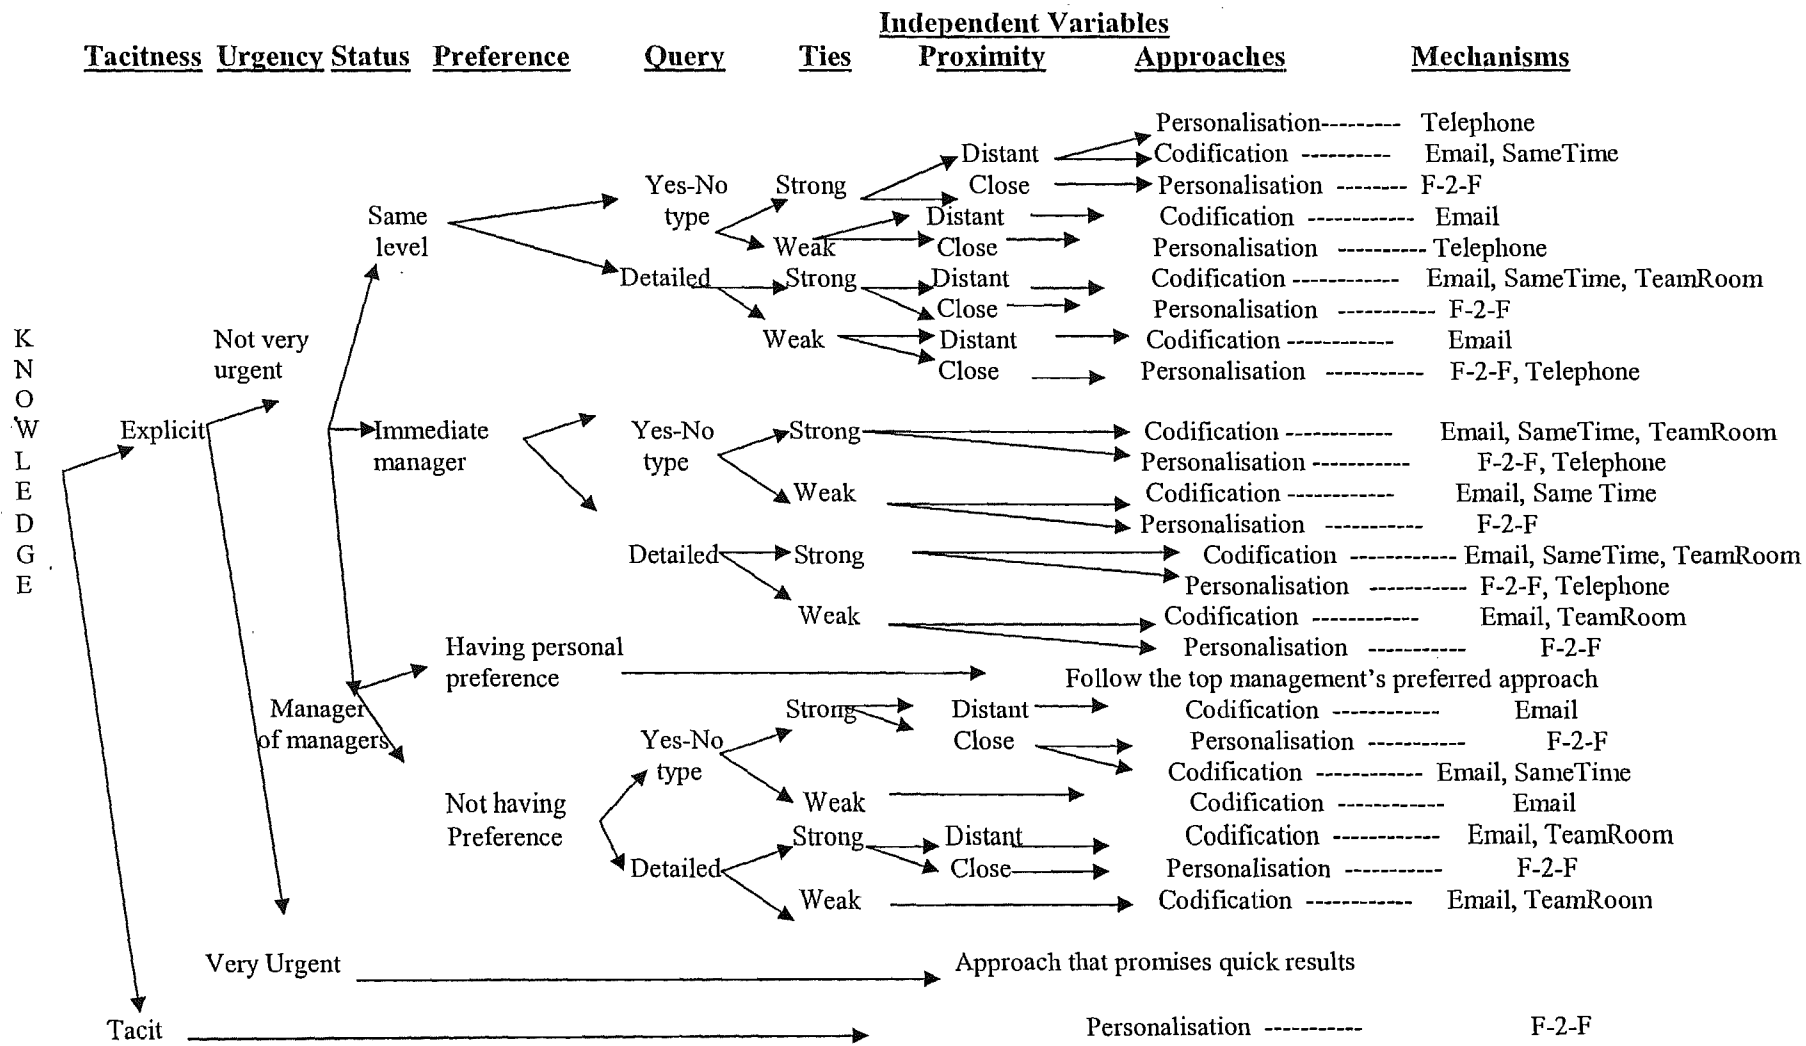 Independent Variables
Tacitness Urgency Status Preference Query Ties Proximity Approaches Mechanisms
Personalisation--------- Telephone
Distant Codification --------- Email, SameTime
Yes-No Strong Close Personalisation -------- F-2-F
Same type Distant Codification ----------- Email
level Weak Close Personalisation --------- Telephone
Detailed Strong Distant Codification ----------- Email, SameTime, TeamRoom
Close Personalisation ---------- F-2-F
K Not very Weak Distant Codification ----------- Email
N urgent Close Personalisation --------- F-2-F, Telephone
O
W Explicit Immediate Yes-No Strong Codification ----------- Email, SameTime, TeamRoom
L manager type Personalisation ---------- F-2-F, Telephone
E Weak Codification ----------- Email, Same Time
D Personalisation ---------- F-2-F
G Detailed Strong Codification ----------- Email, SameTime, TeamRoom
E Personalisation ---------- F-2-F, Telephone
Weak Codification ----------- Email, TeamRoom
Having personal Personalisation ---------- F-2-F
preference Follow the top management's preferred approach
Manager Strong Distant Codification ----------- Email
of managers Yes-No Close Personalisation ---------- F-2-F
type Codification ----------- Email, SameTime
Not having Weak Codification ----------- Email
Preference Strong Distant Codification ----------- Email, TeamRoom
Detailed Close Personalisation ---------- F-2-F
Weak Codification ----------- Email, TeamRoom
Very Urgent Approach that promises quick results
Tacit Personalisation ---------- F-2-F